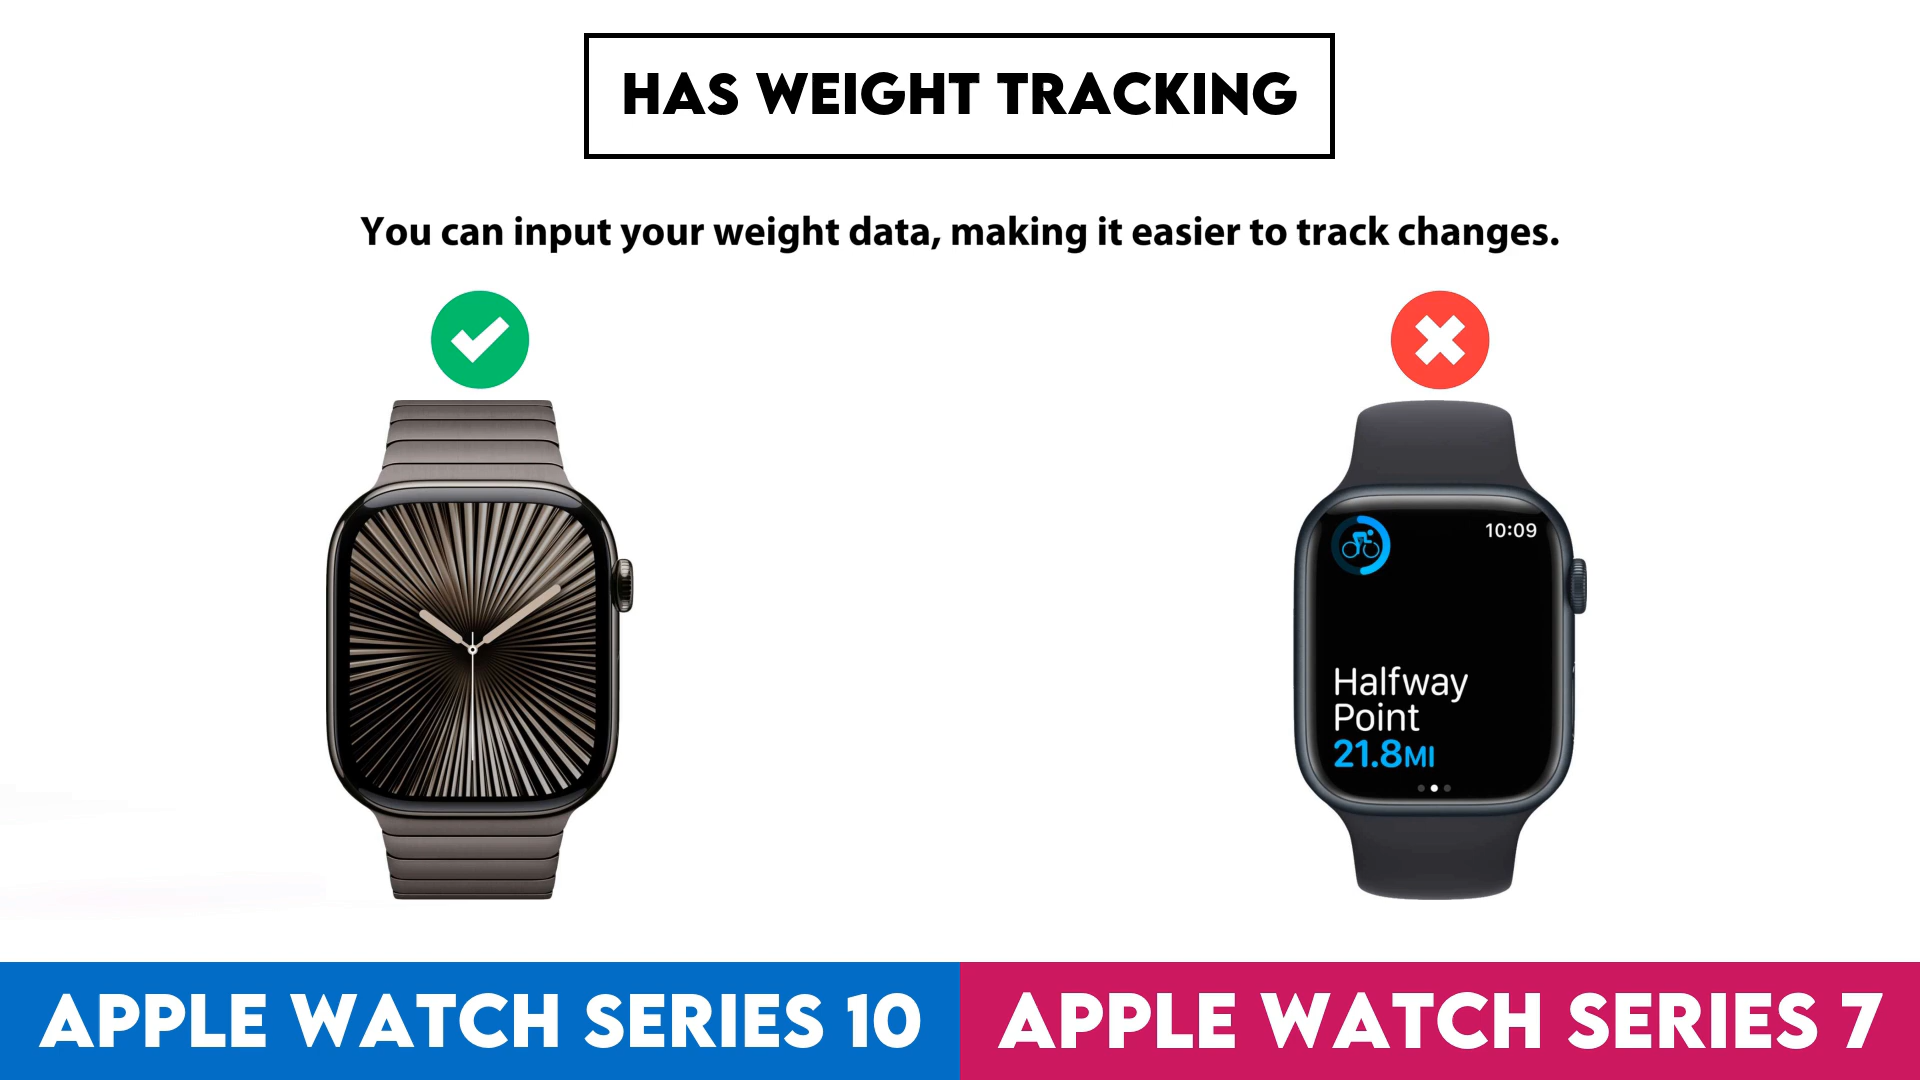 HAS WEIGHT TRACKING
You can input your weight data, making it easier to track changes.
10:09
Halfway
Point
21.8MI
APPLE WATCH SERIES 10
APPLE WATCH SERIES 7